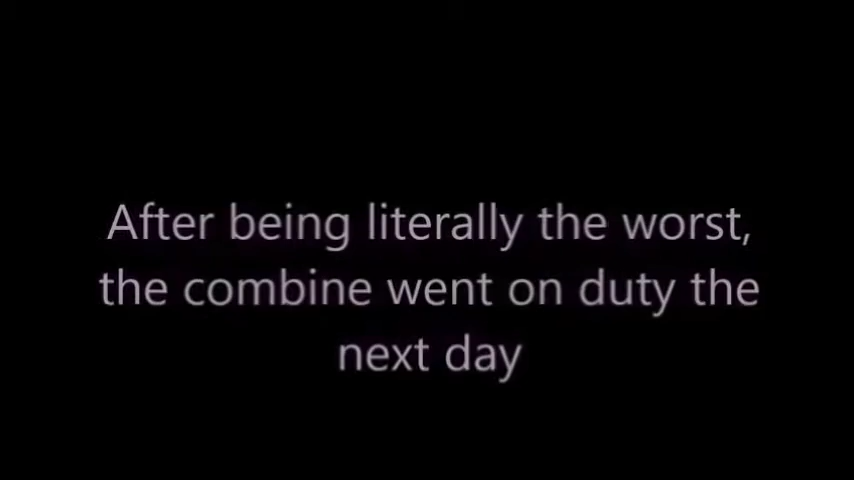 After being literally the worst,
the combine went on duty the
next day